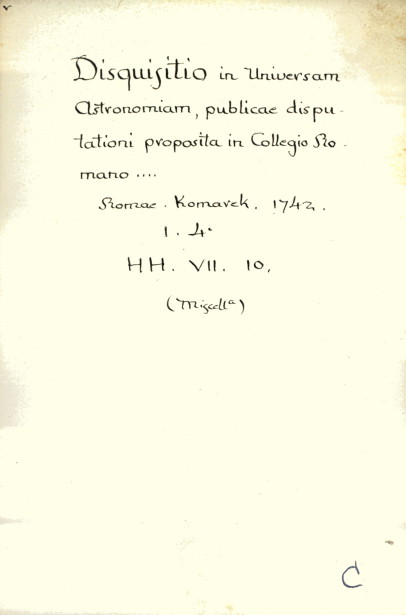 Disquisitio in Universam
Astronomiam, publicae dispu-
tationi proposita in Collegio Ro-
mano ....
Romae. Komarek. 1742.
1. 4.°
HH. VII. 10,
(Miscellª)
C